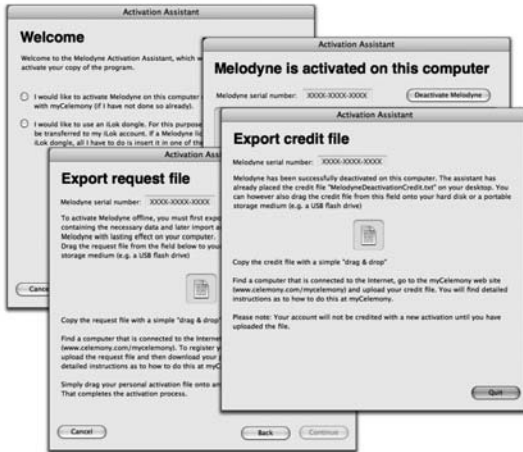 Activation Assistant
Welcome
Welcome to the Melodyne Activation Assistant, which w
activate your copy of the program.
I would like to activate Melodyne on this computer
with myCelemony (if I have not done so already).
I would like to use an iLok dongle. For this purpose
be transferred to my iLok account. If a Melodyne lic
iLok dongle, all I have to do is insert it in one of the
Cance
Activation Assistant
Melodyne is activated on this computer
Melodyne serial number: XXXX-XXXX-XXXX
Deactivate Melodyne
Activation Assi
Export request file
Melodyne serial number: XXXX-XXXX-XXXX
To activate Melodyne offline, you must first expo
containing the necessary data and later import a
Melodyne with lasting effect on your computer.
Drag the request file from the field below to your
storage medium (e.g. a USB flash drive)
Copy the request file with a simple "drag & drop"
Find a computer that is connected to the Internet
(www.celemony.com/mycelemony). To register y
upload the request file and then download your p
detailed instructions as to how to do this at myC
Simply drag your personal activation file onto an
That completes the activation process.
Cancel
Back
Continue
Activation Assistant
Export credit file
Melodyne serial number: XXXX-XXXX-XXXX
Melodyne has been successfully deactivated on this computer. The assistant has
already placed the credit file "MelodyneDeactivationCredit.txt" on your desktop. You
can however also drag the credit file from this field onto your hard disk or a portable
storage medium (e.g. a USB flash drive)
Copy the credit file with a simple "drag & drop"
Find a computer that is connected to the Internet, go to the myCelemony web site
(www.celemony.com/mycelemony) and upload your credit file. You will find detailed
instructions as to how to do this at myCelemony.
Please note: Your account will not be credited with a new activation until you have
uploaded the file.
Quit